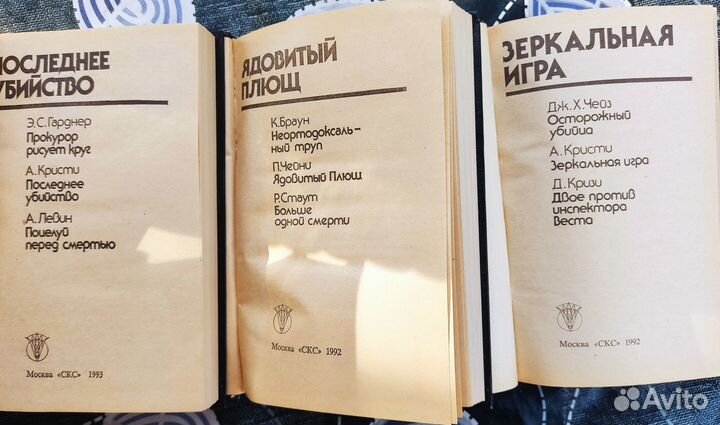 ПОСЛЕДНЕЕ
УБИЙСТВО
Э.С. Гарднер
Прокурор
рисует круг
А. Кристи
Последнее
убийство
А. Левин
Поцелуй
перед смертью
Москва «СКС» 1993
ЯДОВИТЫЙ
ПЛЮЩ
К. Браун
Неортодоксаль-
ный труп
П. Чейни
Ядовитый Плющ
Р. Стаут
Больше
одной смерти
Москва «СКС» 1992
ЗЕРКАЛЬНАЯ
ИГРА
Дж. Х. Чейз
Осторожный
убийца
А. Кристи
Зеркальная игра
Д. Кризи
Двое против
инспектора
Веста
Москва «СКС» 1992
Avito